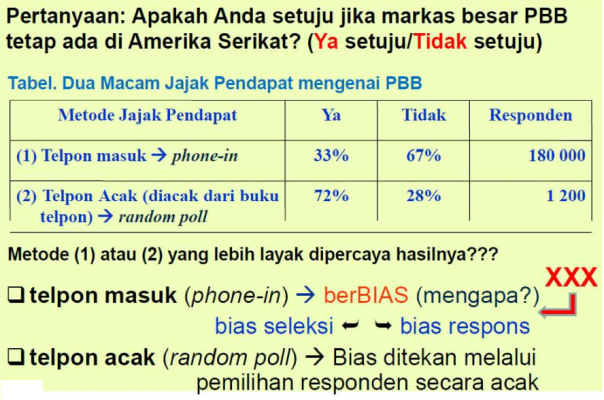 Pertanyaan: Apakah Anda setuju jika markas besar PBB
tetap ada di Amerika Serikat? (Ya setuju/Tidak setuju)
Tabel. Dua Macam Jajak Pendapat mengenai PBB
Metode Jajak Pendapat Ya Tidak Responden
(1) Telpon masuk → phone-in 33% 67% 180 000
(2) Telpon Acak (diacak dari buku 72% 28% 1 200
telpon) → random poll
Metode (1) atau (2) yang lebih layak dipercaya hasilnya???
XXX
❑ telpon masuk (phone-in) → berBIAS (mengapa?)
bias seleksi bias respons
❑ telpon acak (random poll) → Bias ditekan melalui
pemilihan responden secara acak